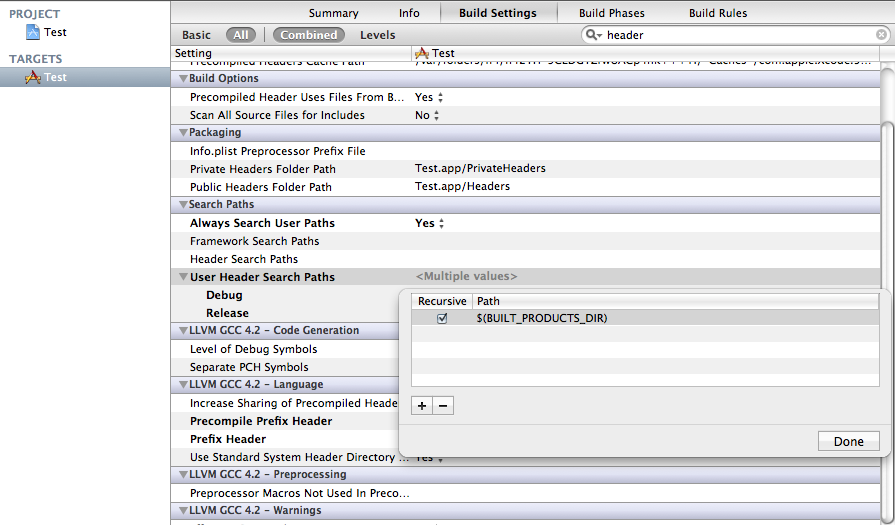 PROJECT
Test
TARGETS
Test
Summary Info Build Settings Build Phases Build Rules
Basic All Combined Levels header
Setting Test
Precompiled Headers Cache Path
Build Options
Precompiled Header Uses Files From B... Yes
Scan All Source Files for Includes No
Packaging
Info.plist Preprocessor Prefix File
Private Headers Folder Path Test.app/PrivateHeaders
Public Headers Folder Path Test.app/Headers
Search Paths
Always Search User Paths Yes
Framework Search Paths
Header Search Paths
User Header Search Paths <Multiple values>
Debug
Release
Recursive Path
$(BUILT_PRODUCTS_DIR)
LLVM GCC 4.2 - Code Generation
Level of Debug Symbols
Separate PCH Symbols
LLVM GCC 4.2 - Language
Increase Sharing of Precompiled Heade
+ −
Precompile Prefix Header
Prefix Header
Done
Use Standard System Header Directory ... Yes
LLVM GCC 4.2 - Preprocessing
Preprocessor Macros Not Used In Preco...
LLVM GCC 4.2 - Warnings